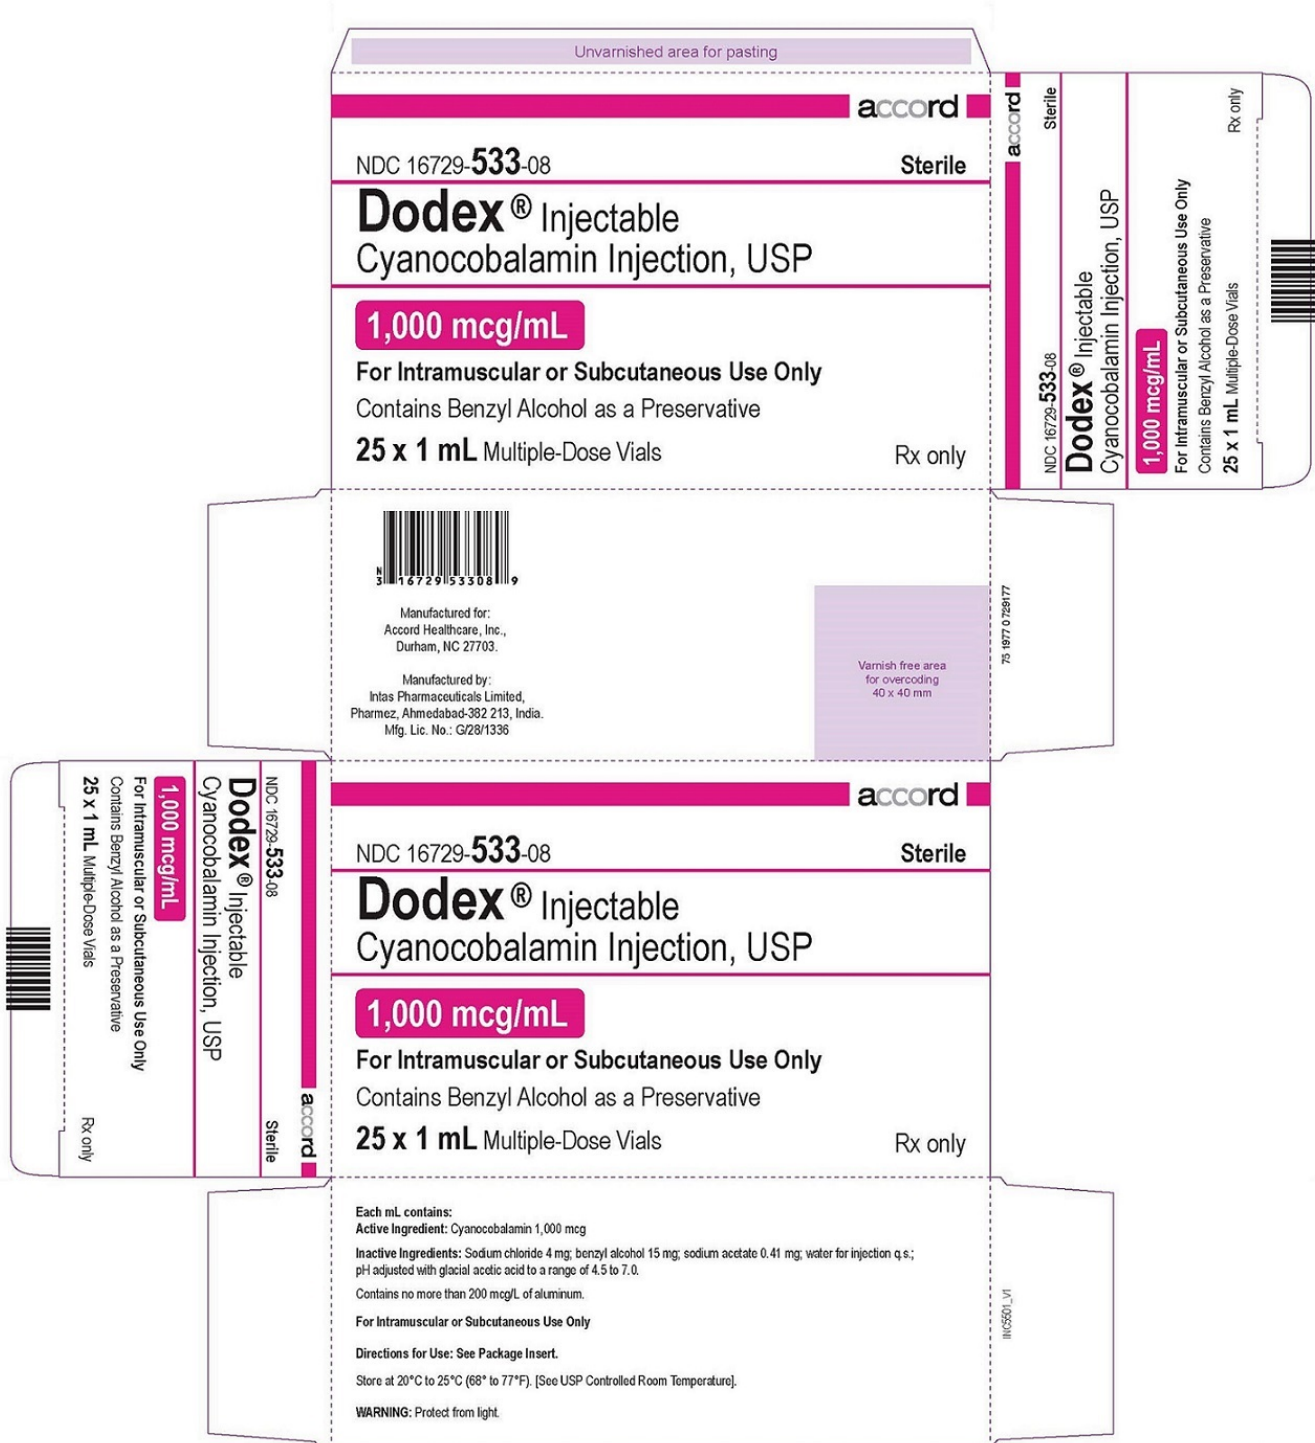 Unvarnished area for pasting
accord
NDC 16729-533-08
Sterile
Dodex® Injectable
Cyanocobalamin Injection, USP
1,000 mcg/mL
For Intramuscular or Subcutaneous Use Only
Contains Benzyl Alcohol as a Preservative
25 x 1 mL Multiple-Dose Vials
Rx only
accord
NDC 16729-533-08
Sterile
Dodex® Injectable
Cyanocobalamin Injection, USP
1,000 mcg/mL
For Intramuscular or Subcutaneous Use Only
Contains Benzyl Alcohol as a Preservative
25 x 1 mL Multiple-Dose Vials
Rx only
N
3 16729 53308 9
Manufactured for:
Accord Healthcare, Inc.,
Durham, NC 27703.
Manufactured by:
Intas Pharmaceuticals Limited,
Pharmez, Ahmedabad-382 213, India.
Mfg. Lic. No.: G/28/1336
Varnish free area
for overcoding
40 x 40 mm
75 1977 0 729177
accord
NDC 16729-533-08
Sterile
Dodex® Injectable
Cyanocobalamin Injection, USP
1,000 mcg/mL
For Intramuscular or Subcutaneous Use Only
Contains Benzyl Alcohol as a Preservative
25 x 1 mL Multiple-Dose Vials
Rx only
accord
NDC 16729-533-08
Sterile
Dodex® Injectable
Cyanocobalamin Injection, USP
1,000 mcg/mL
For Intramuscular or Subcutaneous Use Only
Contains Benzyl Alcohol as a Preservative
25 x 1 mL Multiple-Dose Vials
Rx only
Each mL contains:
Active Ingredient: Cyanocobalamin 1,000 mcg
Inactive Ingredients: Sodium chloride 4 mg; benzyl alcohol 15 mg; sodium acetate 0.41 mg; water for injection q.s.;
pH adjusted with glacial acetic acid to a range of 4.5 to 7.0.
Contains no more than 200 mcg/L of aluminum.
For Intramuscular or Subcutaneous Use Only
Directions for Use: See Package Insert.
Store at 20°C to 25°C (68° to 77°F). [See USP Controlled Room Temperature].
WARNING: Protect from light.
INC5501_V1